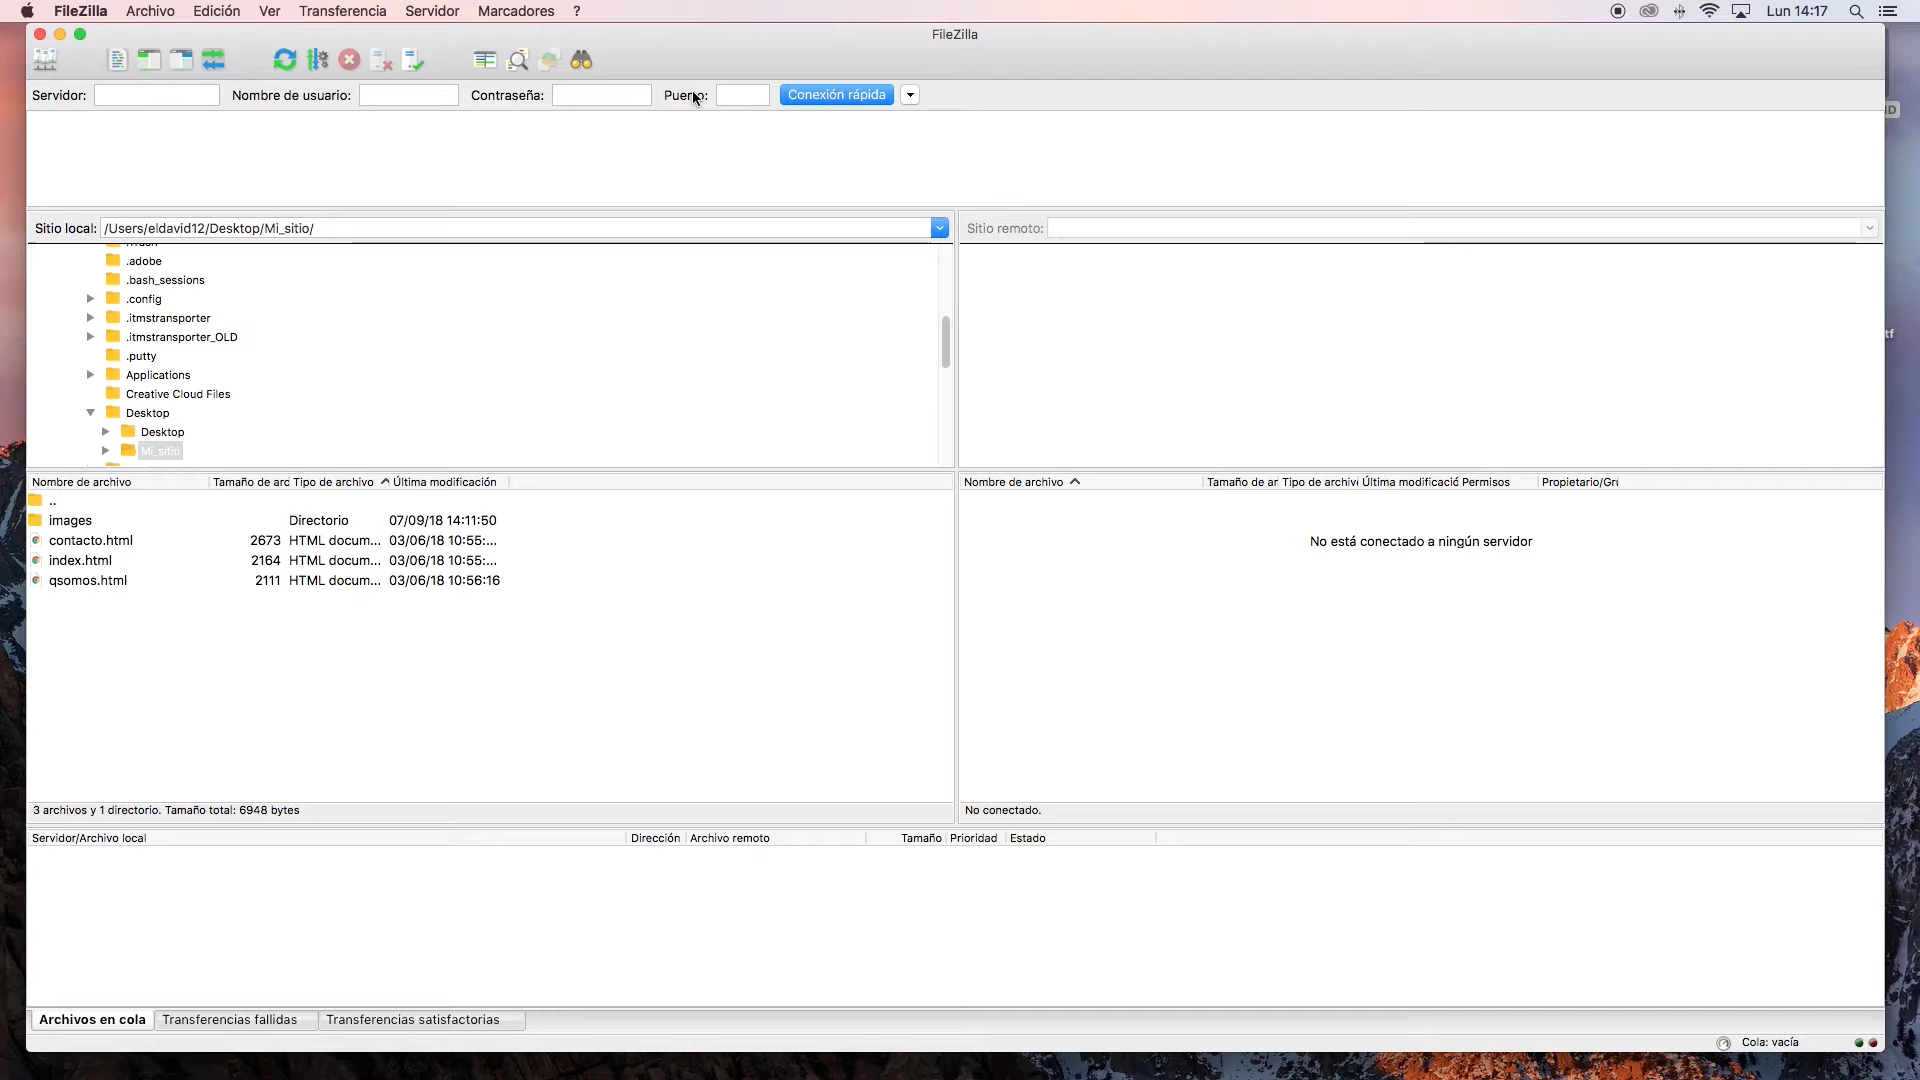 FileZilla Archivo Edición Ver Transferencia Servidor Marcadores ? Lun 14:17
FileZilla
Servidor: Nombre de usuario: Contraseña: Puerto: Conexión rápida
Sitio local: /Users/eldavid12/Desktop/Mi_sitio/ Sitio remoto:
.adobe
.bash_sessions
.config
.itmstransporter
.itmstransporter_OLD
.putty
Applications
Creative Cloud Files
Desktop
Desktop
Mi_sitio
Nombre de archivo Tamaño de arc Tipo de archivo Última modificación Nombre de archivo Tamaño de ar Tipo de archiv Última modificació Permisos Propietario/Gru
..
images Directorio 07/09/18 14:11:50
contacto.html 2673 HTML docum... 03/06/18 10:55:...
No está conectado a ningún servidor
index.html 2164 HTML docum... 03/06/18 10:55:...
qsomos.html 2111 HTML docum... 03/06/18 10:56:16
3 archivos y 1 directorio. Tamaño total: 6948 bytes No conectado.
Servidor/Archivo local Dirección Archivo remoto Tamaño Prioridad Estado
Archivos en cola Transferencias fallidas Transferencias satisfactorias
Cola: vacía